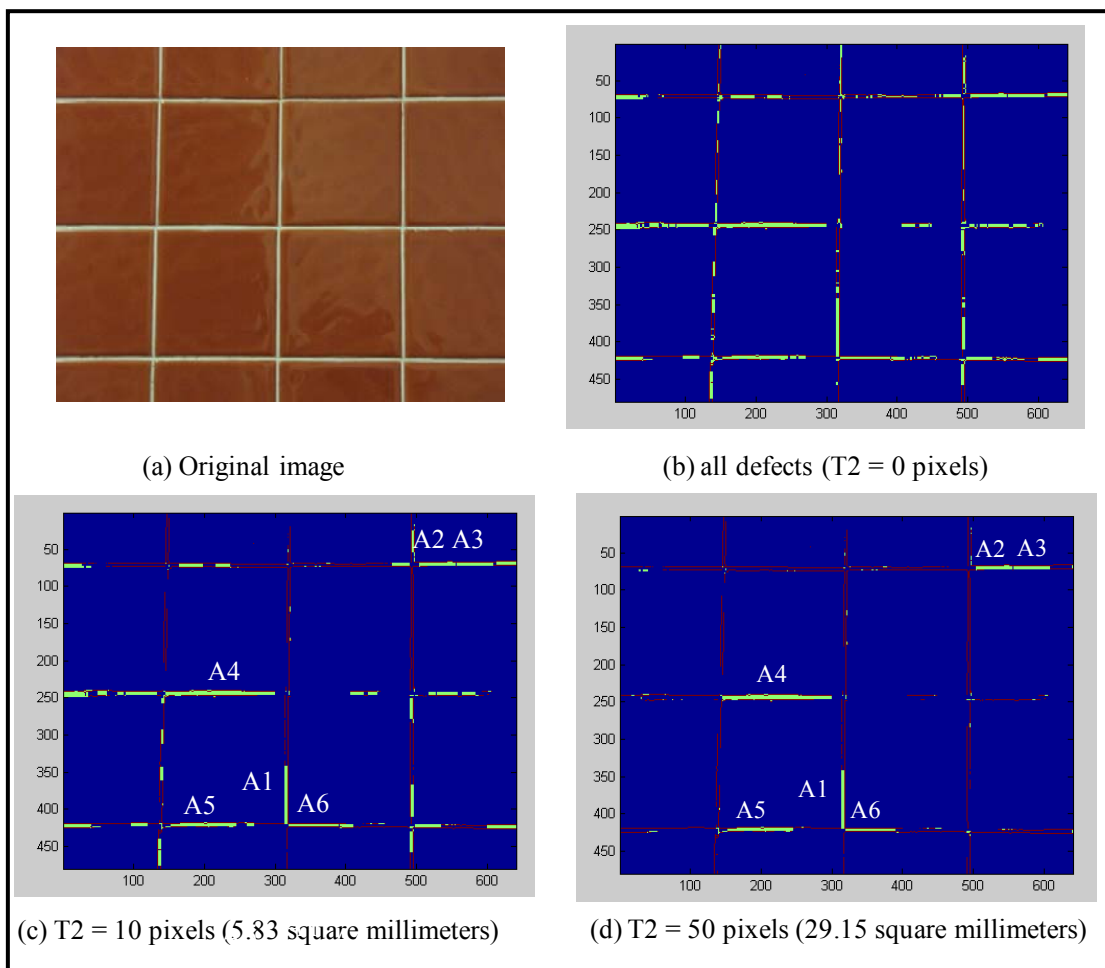 50
100
150
200
250
300
350
400
450
100 200 300 400 500 600
(a) Original image
(b) all defects (T2 = 0 pixels)
50
100
150
200
250
300
350
400
450
A2 A3
A4
A1
A5
A6
100 200 300 400 500 600
50
100
150
200
250
300
350
400
450
A2 A3
A4
A1
A5
A6
100 200 300 400 500 600
(c) T2 = 10 pixels (5.83 square millimeters)
(d) T2 = 50 pixels (29.15 square millimeters)